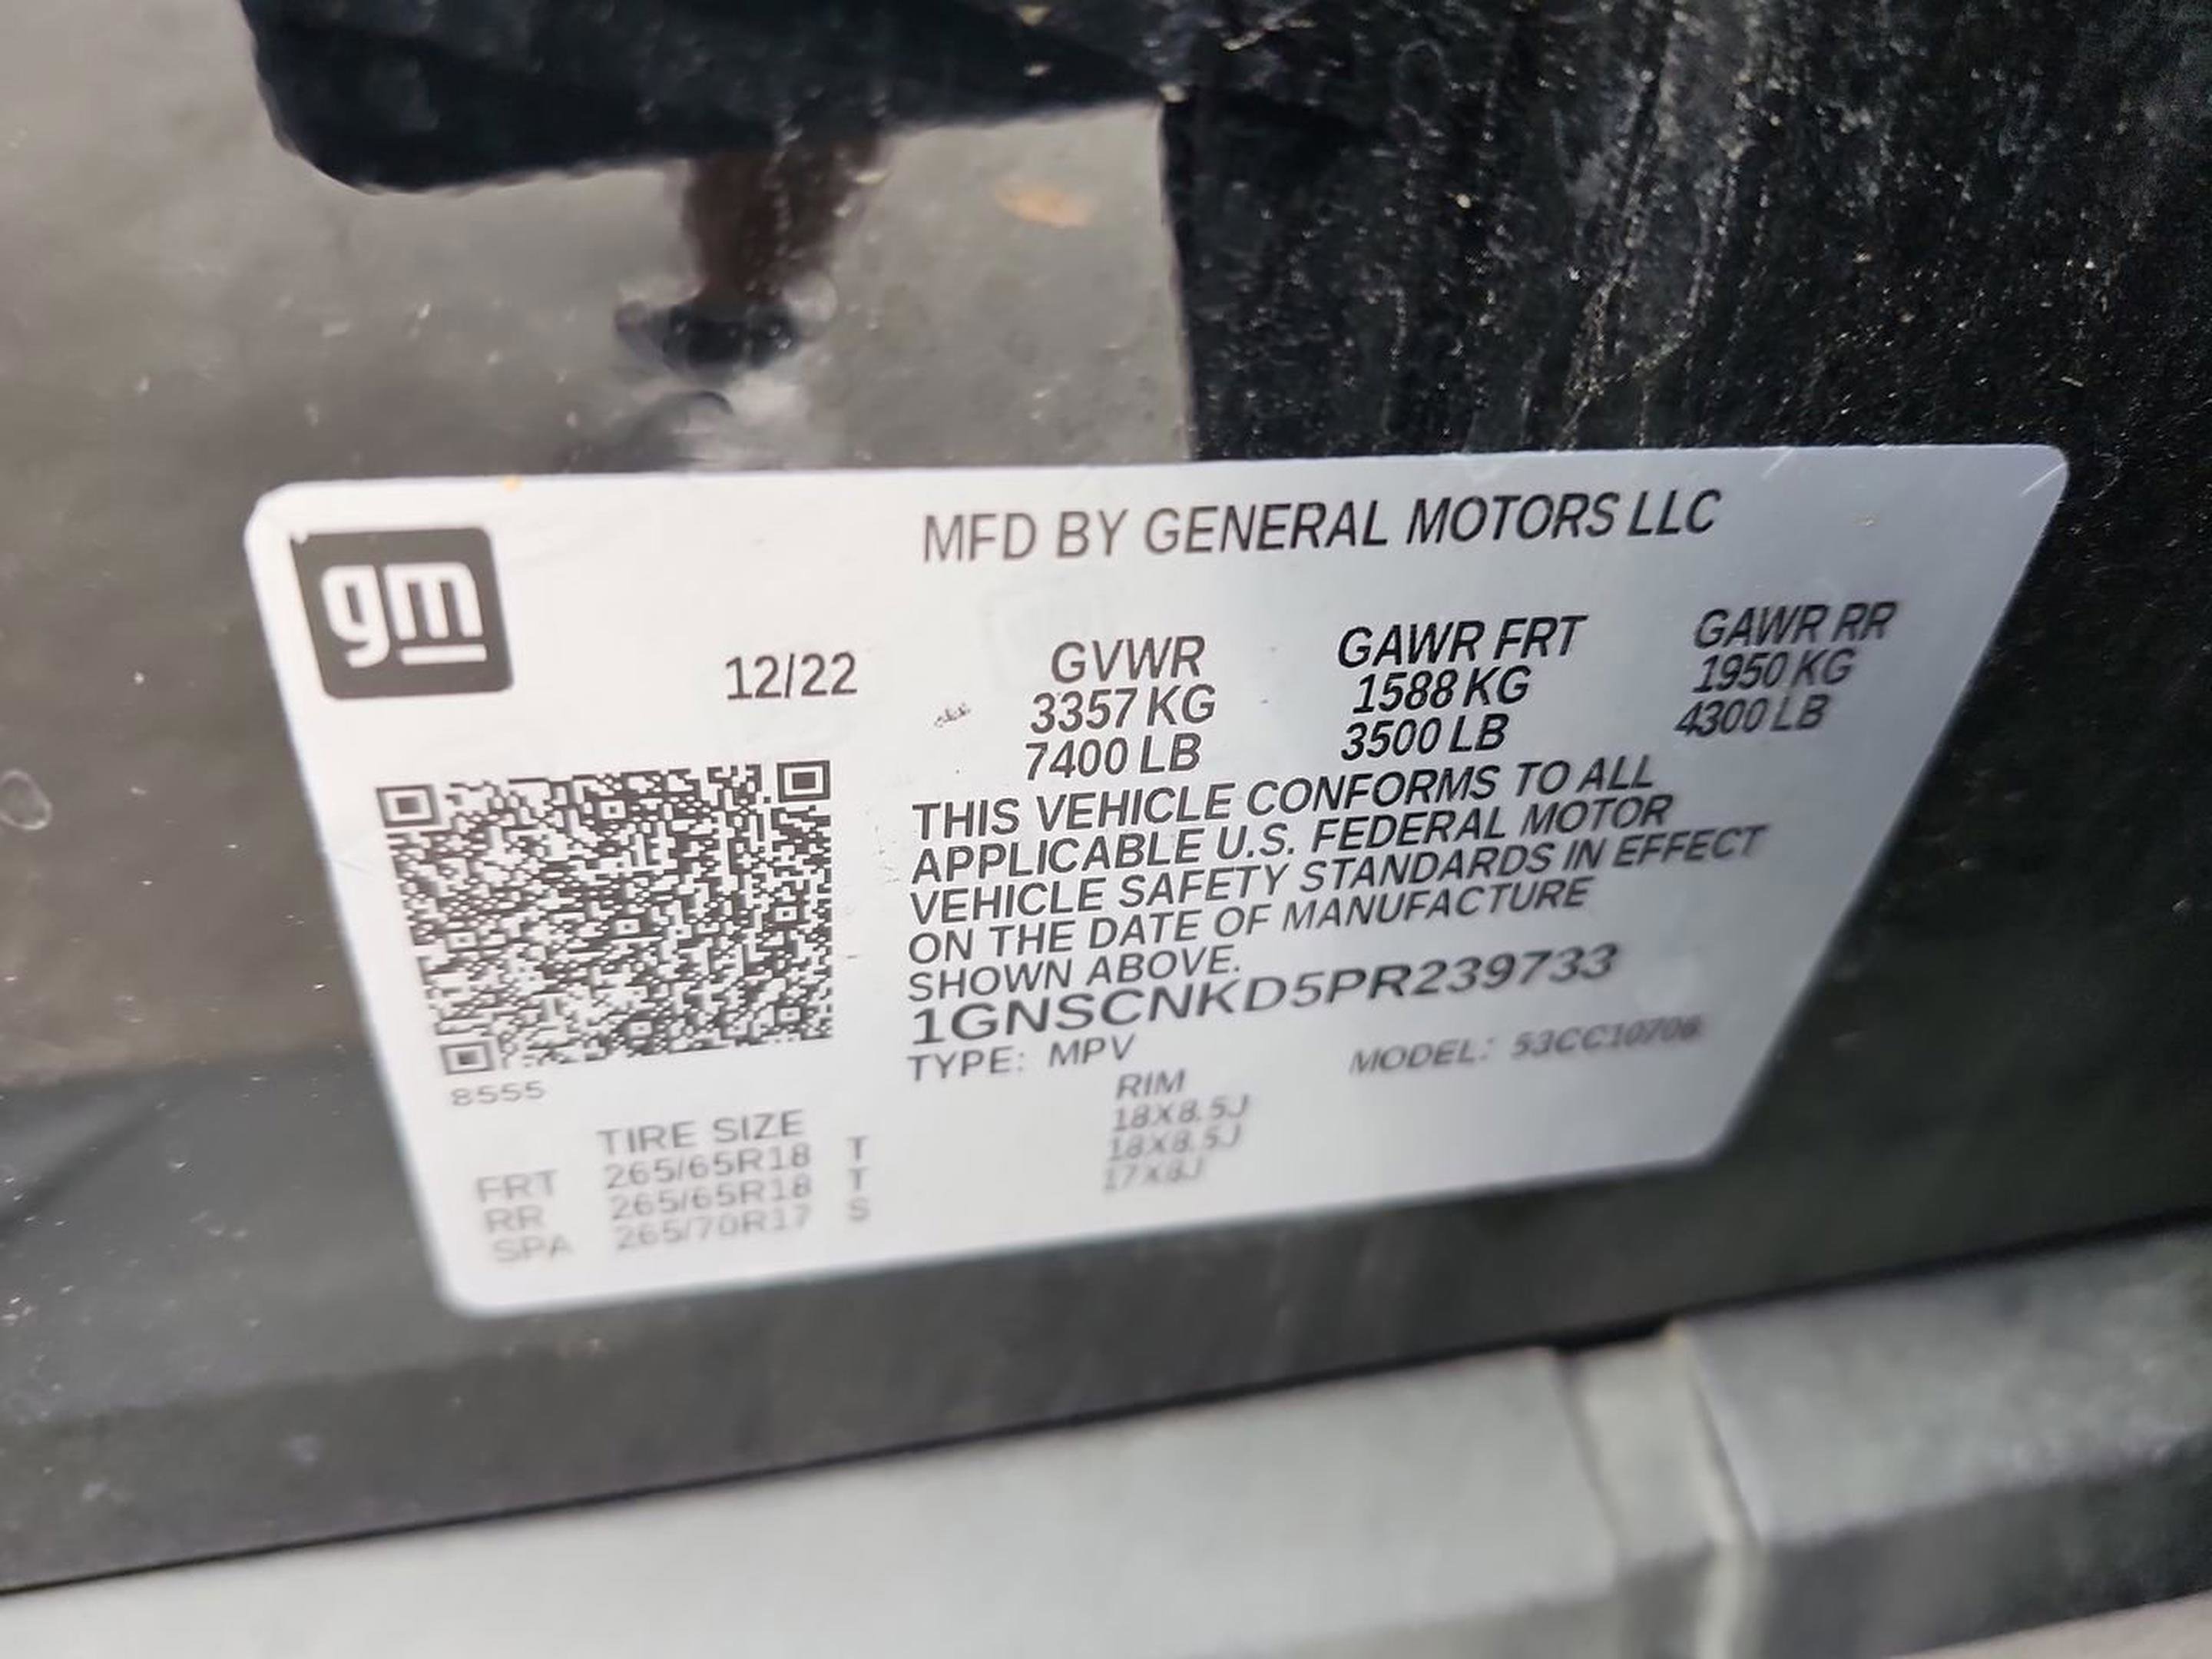 gm
MFD BY GENERAL MOTORS LLC
12/22
GVWR GAWR FRT GAWR RR
3357 KG 1588 KG 1950 KG
7400 LB 3500 LB 4300 LB
THIS VEHICLE CONFORMS TO ALL
APPLICABLE U.S. FEDERAL MOTOR
VEHICLE SAFETY STANDARDS IN EFFECT
ON THE DATE OF MANUFACTURE
SHOWN ABOVE.
1GNSCNKD5PR239733
TYPE: MPV MODEL: 53CC10706
8555
TIRE SIZE RIM
FRT 265/65R18 T 18X8.5J
RR 265/65R18 T 18X8.5J
SPA 265/70R17 S 17X8J